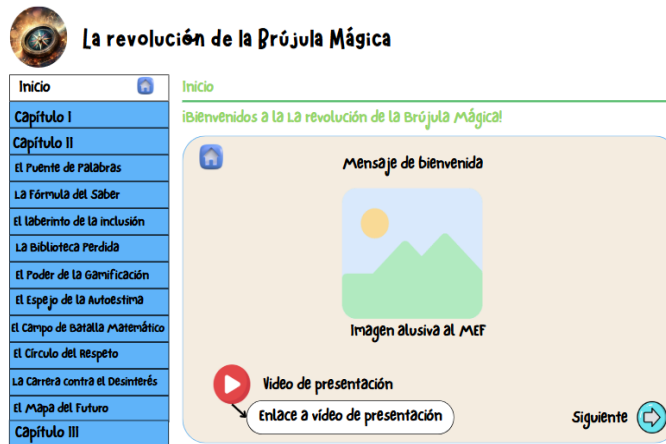 La revolución de la Brújula Mágica
Inicio
Capítulo I
Capítulo II
El Puente de Palabras
La Fórmula del Saber
El laberinto de la inclusión
La Biblioteca Perdida
El Poder de la Gamificación
El Espejo de la Autoestima
El Campo de Batalla Matemático
El Círculo del Respeto
La Carrera contra el Desinterés
El Mapa del Futuro
Capítulo III
Inicio
¡Bienvenidos a la La revolución de la Brújula Mágica!
Mensaje de bienvenida
Imagen alusiva al MEF
Video de presentación
Enlace a vídeo de presentación
Siguiente